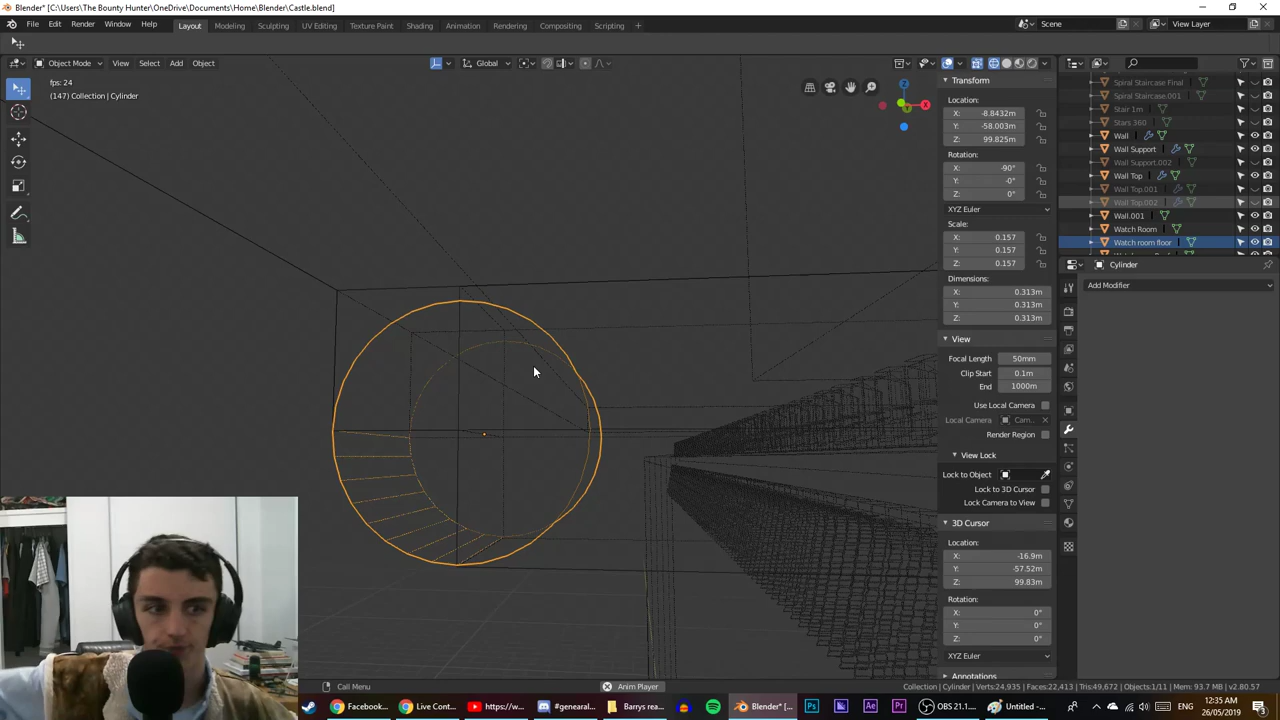 Blender* [C:\Users\The Bounty Hunter\OneDrive\Documents\Home\Blender\Castle.blend]
File Edit Render Window Help Layout Modeling Sculpting UV Editing Texture Paint Shading Animation Rendering Compositing Scripting + Scene View Layer
Object Mode View Select Add Object Global
fps: 24
(147) Collection | Cylinder
Transform
Location:
X: -8.8432m
Y: -58.003m
Z: 99.825m
Rotation:
X: -90°
Y: -0°
Z: 0°
XYZ Euler
Scale:
X: 0.157
Y: 0.157
Z: 0.157
Dimensions:
X: 0.313m
Y: 0.313m
Z: 0.313m
View
Focal Length 50mm
Clip Start 0.1m
End 1000m
Use Local Camera
Local Camera Cam...
Render Region
View Lock
Lock to Object
Lock to 3D Cursor
Lock Camera to View
3D Cursor
Location:
X: -16.9m
Y: -57.52m
Z: 99.83m
Rotation:
X: 0°
Y: 0°
Z: 0°
XYZ Euler
Annotations
Spiral Staircase Final
Spiral Staircase.001
Stair 1m
Stars 360
Wall
Wall Support
Wall Support.002
Wall Top
Wall Top.001
Wall Top.002
Wall.001
Watch Room
Watch room floor
Cylinder
Add Modifier
Call Menu Anim Player Collection | Cylinder | Verts:24,935 | Faces:22,413 | Tris:49,672 | Objects:1/11 | Mem: 93.7 MB | v2.80.57
Facebook... Live Cont... https://w... #general... Barrys rea... Blender* [... Ps Ae Pr OBS 21.1... Untitled -... ENG 12:35 AM
26/05/2019